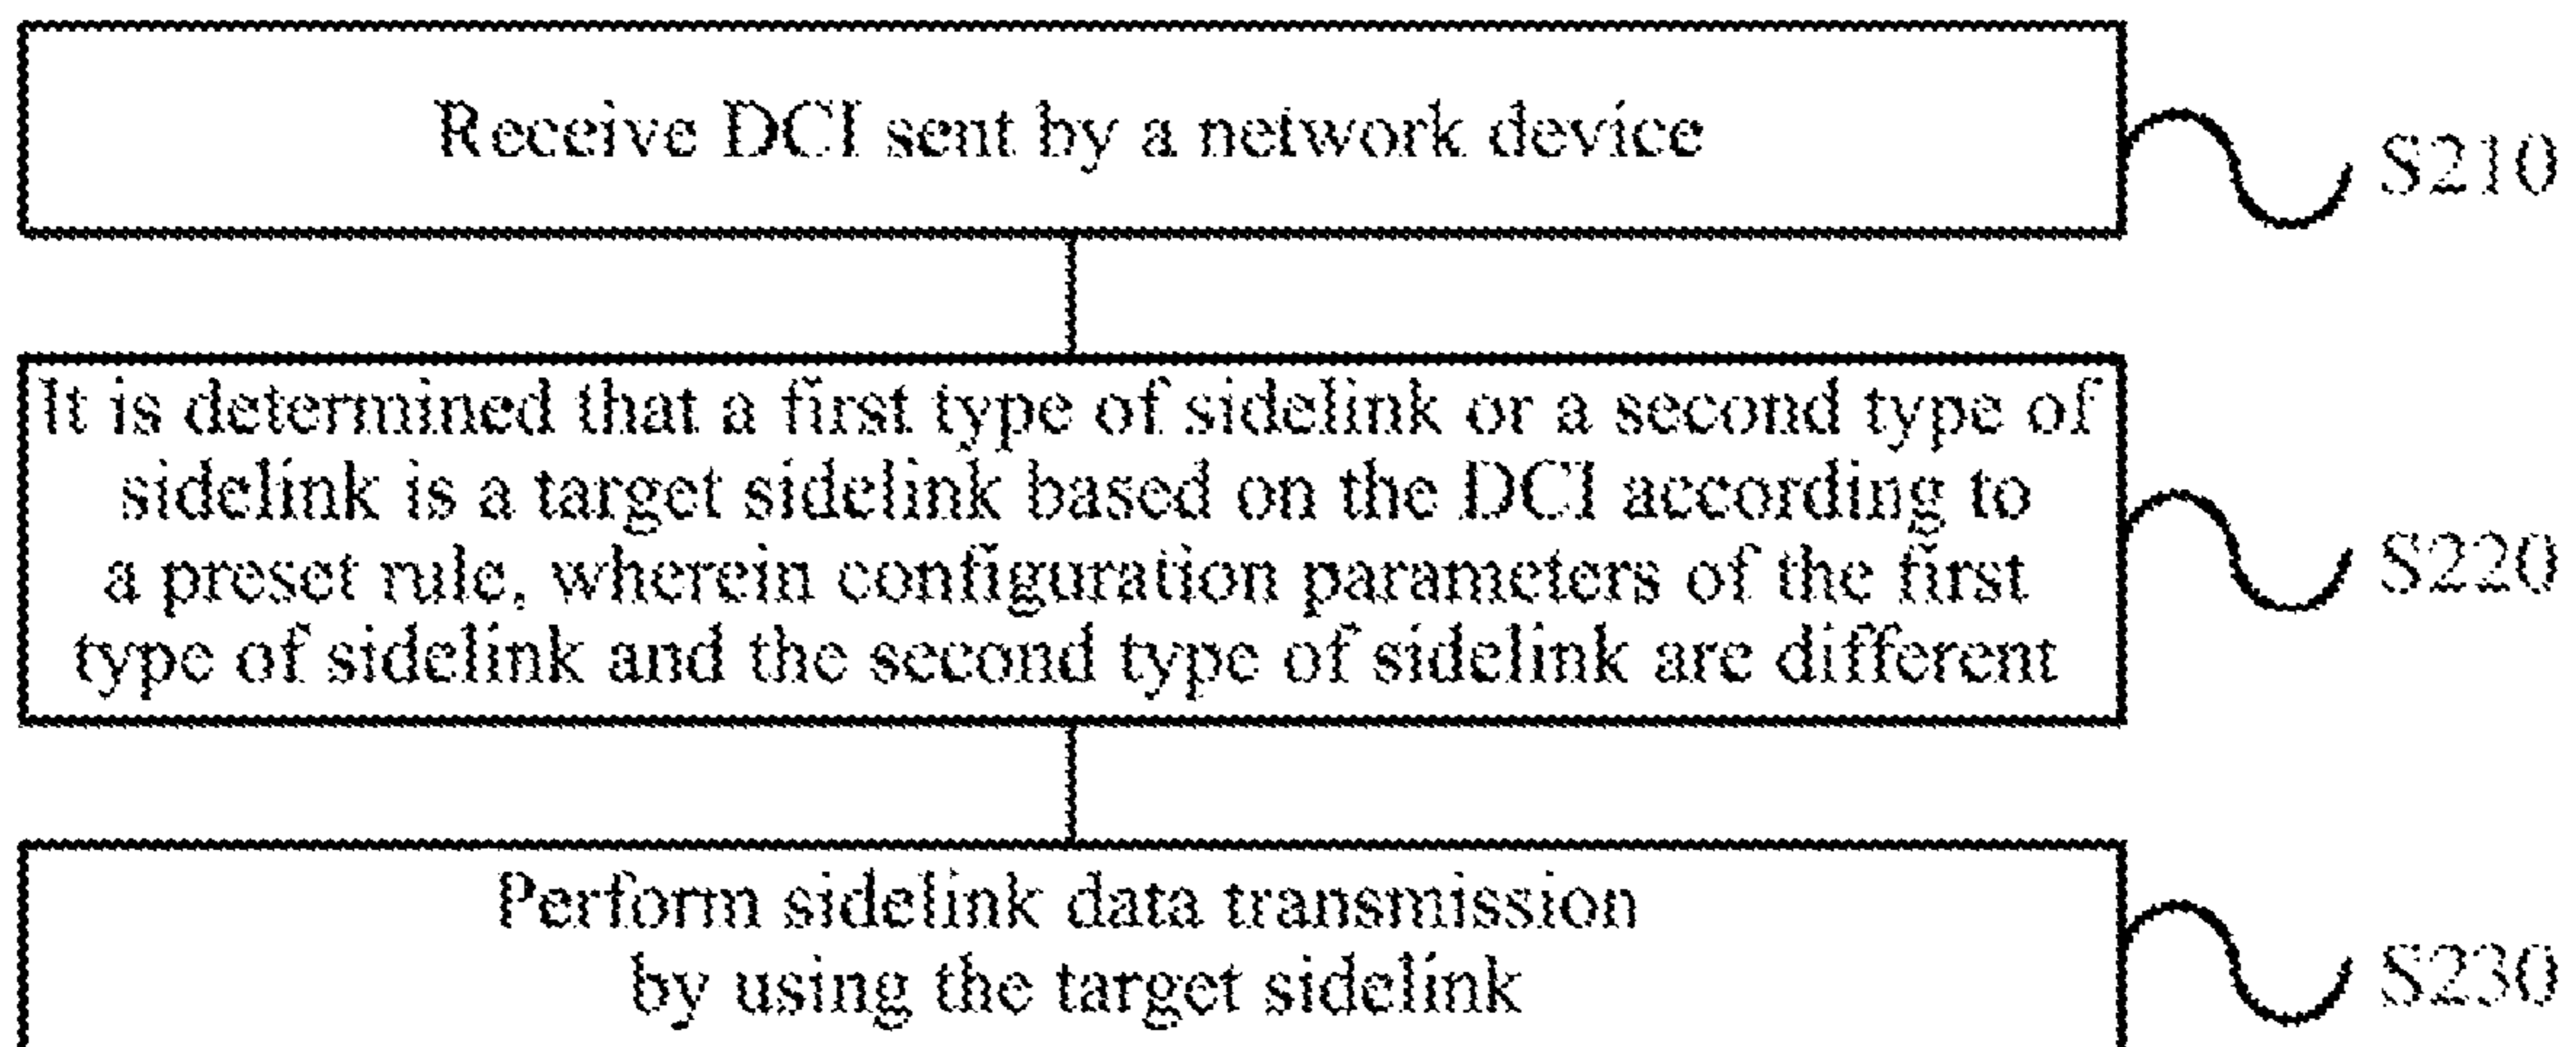 Receive DCI sent by a network device
S210
It is determined that a first type of sidelink or a second type of
sidelink is a target sidelink based on the DCI according to
a preset rule, wherein configuration parameters of the first
type of sidelink and the second type of sidelink are different
S220
Perform sidelink data transmission
by using the target sidelink
S230